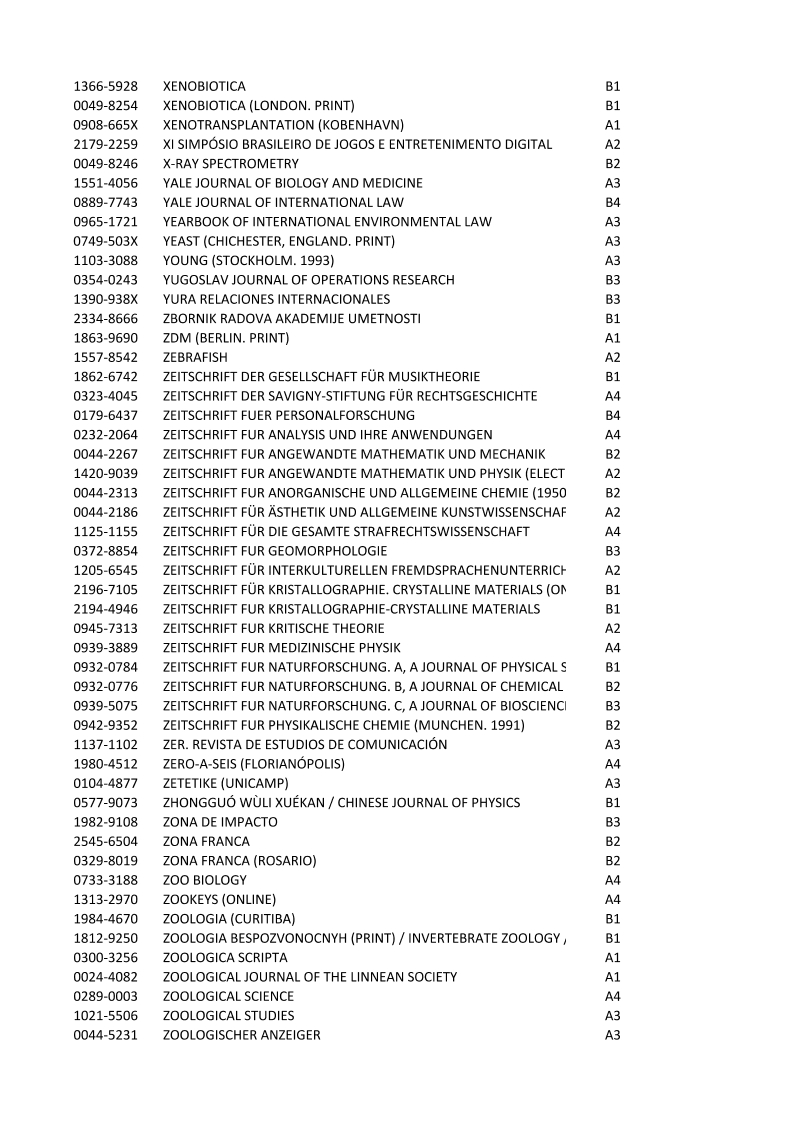 1366-5928 XENOBIOTICA B1
0049-8254 XENOBIOTICA (LONDON. PRINT) B1
0908-665X XENOTRANSPLANTATION (KOBENHAVN) A1
2179-2259 XI SIMPÓSIO BRASILEIRO DE JOGOS E ENTRETENIMENTO DIGITAL A2
0049-8246 X-RAY SPECTROMETRY B2
1551-4056 YALE JOURNAL OF BIOLOGY AND MEDICINE A3
0889-7743 YALE JOURNAL OF INTERNATIONAL LAW B4
0965-1721 YEARBOOK OF INTERNATIONAL ENVIRONMENTAL LAW A3
0749-503X YEAST (CHICHESTER, ENGLAND. PRINT) A3
1103-3088 YOUNG (STOCKHOLM. 1993) A3
0354-0243 YUGOSLAV JOURNAL OF OPERATIONS RESEARCH B3
1390-938X YURA RELACIONES INTERNACIONALES B3
2334-8666 ZBORNIK RADOVA AKADEMIJE UMETNOSTI B1
1863-9690 ZDM (BERLIN. PRINT) A1
1557-8542 ZEBRAFISH A2
1862-6742 ZEITSCHRIFT DER GESELLSCHAFT FÜR MUSIKTHEORIE B1
0323-4045 ZEITSCHRIFT DER SAVIGNY-STIFTUNG FÜR RECHTSGESCHICHTE A4
0179-6437 ZEITSCHRIFT FUER PERSONALFORSCHUNG B4
0232-2064 ZEITSCHRIFT FUR ANALYSIS UND IHRE ANWENDUNGEN A4
0044-2267 ZEITSCHRIFT FUR ANGEWANDTE MATHEMATIK UND MECHANIK B2
1420-9039 ZEITSCHRIFT FUR ANGEWANDTE MATHEMATIK UND PHYSIK (ELECT A2
0044-2313 ZEITSCHRIFT FUR ANORGANISCHE UND ALLGEMEINE CHEMIE (1950 B2
0044-2186 ZEITSCHRIFT FÜR ÄSTHETIK UND ALLGEMEINE KUNSTWISSENSCHAF A2
1125-1155 ZEITSCHRIFT FÜR DIE GESAMTE STRAFRECHTSWISSENSCHAFT A4
0372-8854 ZEITSCHRIFT FUR GEOMORPHOLOGIE B3
1205-6545 ZEITSCHRIFT FÜR INTERKULTURELLEN FREMDSPRACHENUNTERRICH A2
2196-7105 ZEITSCHRIFT FÜR KRISTALLOGRAPHIE. CRYSTALLINE MATERIALS (ON B1
2194-4946 ZEITSCHRIFT FUR KRISTALLOGRAPHIE-CRYSTALLINE MATERIALS B1
0945-7313 ZEITSCHRIFT FUR KRITISCHE THEORIE A2
0939-3889 ZEITSCHRIFT FUR MEDIZINISCHE PHYSIK A4
0932-0784 ZEITSCHRIFT FUR NATURFORSCHUNG. A, A JOURNAL OF PHYSICAL S B1
0932-0776 ZEITSCHRIFT FUR NATURFORSCHUNG. B, A JOURNAL OF CHEMICAL B2
0939-5075 ZEITSCHRIFT FUR NATURFORSCHUNG. C, A JOURNAL OF BIOSCIENCI B3
0942-9352 ZEITSCHRIFT FUR PHYSIKALISCHE CHEMIE (MUNCHEN. 1991) B2
1137-1102 ZER. REVISTA DE ESTUDIOS DE COMUNICACIÓN A3
1980-4512 ZERO-A-SEIS (FLORIANÓPOLIS) A4
0104-4877 ZETETIKE (UNICAMP) A3
0577-9073 ZHONGGUÓ WÙLI XUÉKAN / CHINESE JOURNAL OF PHYSICS B1
1982-9108 ZONA DE IMPACTO B3
2545-6504 ZONA FRANCA B2
0329-8019 ZONA FRANCA (ROSARIO) B2
0733-3188 ZOO BIOLOGY A4
1313-2970 ZOOKEYS (ONLINE) A4
1984-4670 ZOOLOGIA (CURITIBA) B1
1812-9250 ZOOLOGIA BESPOZVONOCNYH (PRINT) / INVERTEBRATE ZOOLOGY / B1
0300-3256 ZOOLOGICA SCRIPTA A1
0024-4082 ZOOLOGICAL JOURNAL OF THE LINNEAN SOCIETY A1
0289-0003 ZOOLOGICAL SCIENCE A4
1021-5506 ZOOLOGICAL STUDIES A3
0044-5231 ZOOLOGISCHER ANZEIGER A3